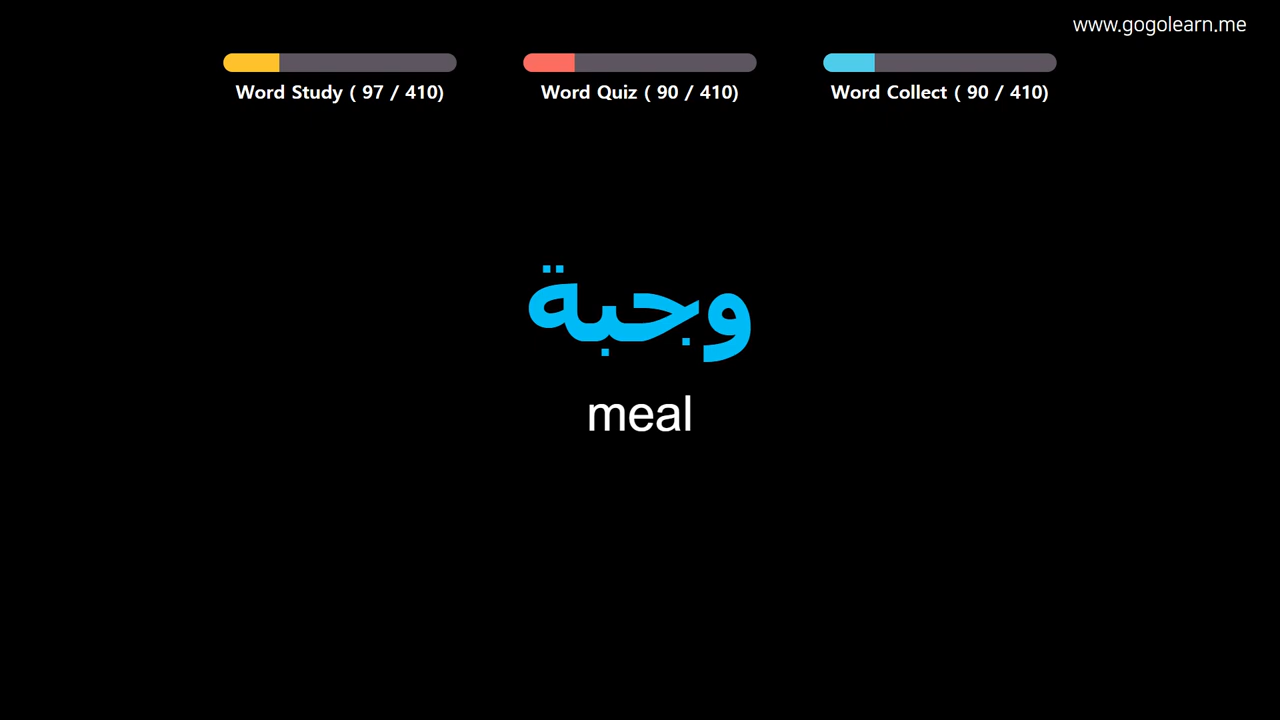 www.gogolearn.me
Word Study ( 97 / 410)
Word Quiz ( 90 / 410)
Word Collect ( 90 / 410)
وجبة
meal